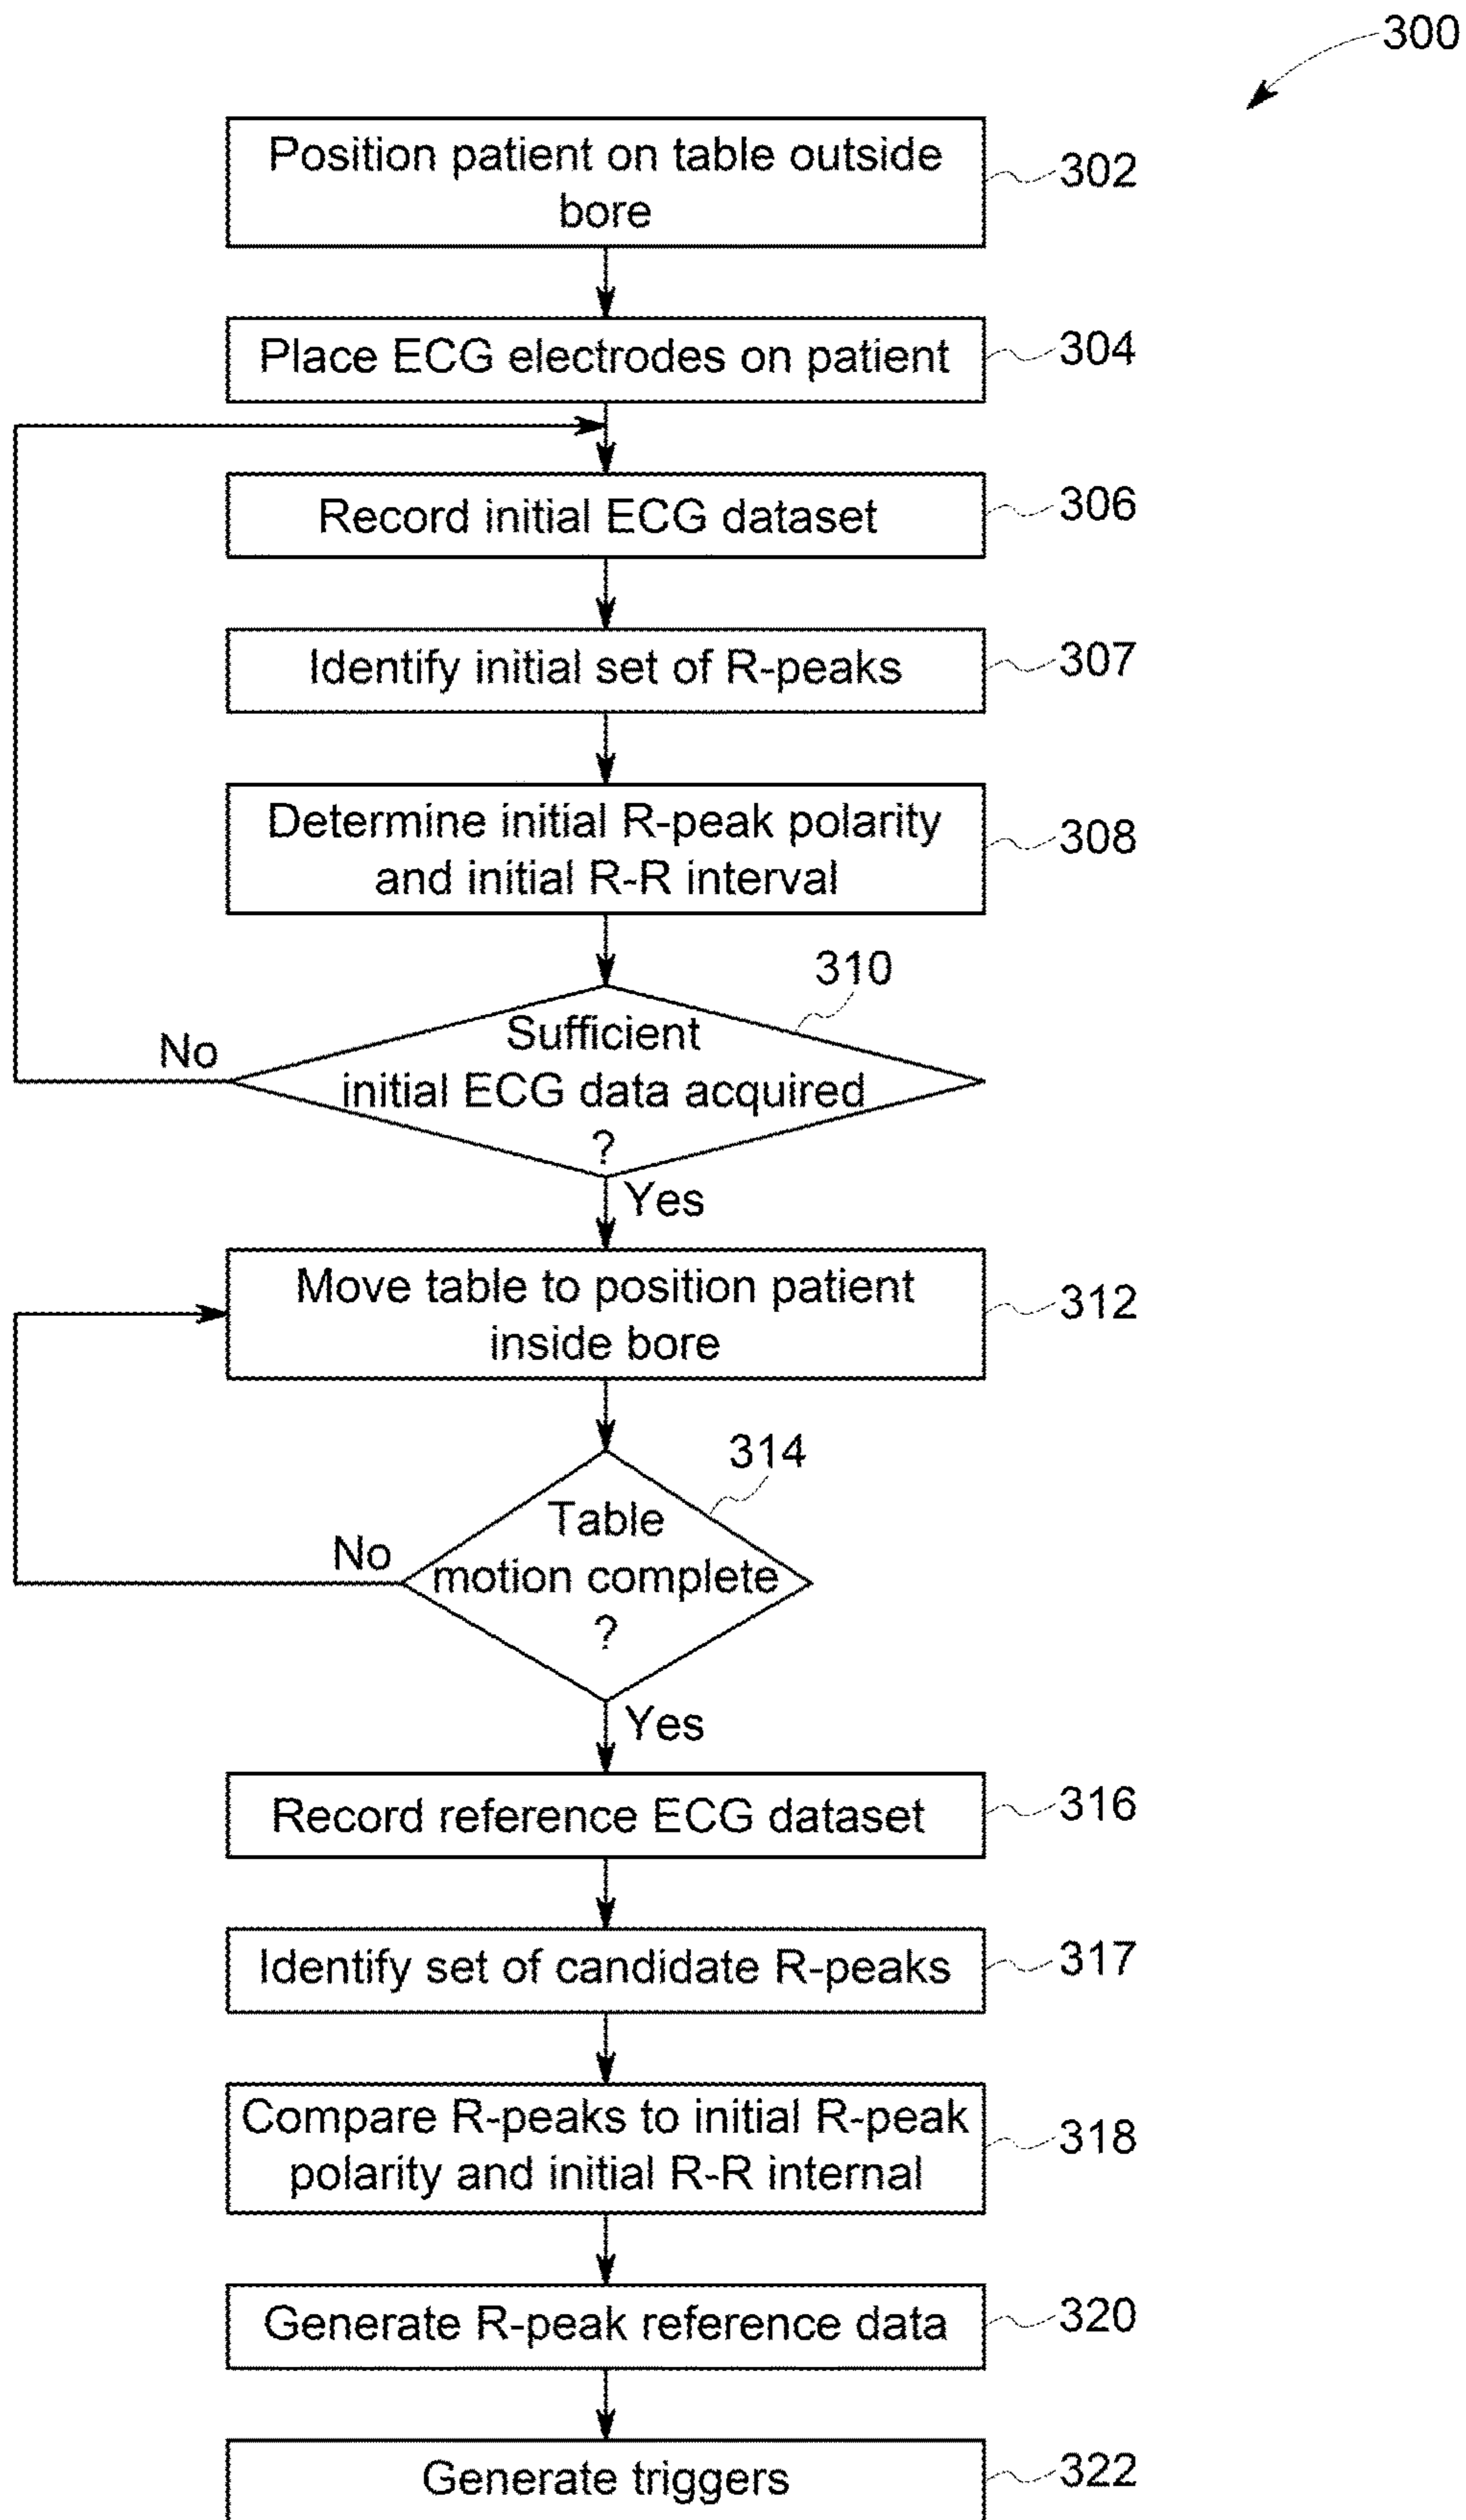 300
Position patient on table outside
bore
302
Place ECG electrodes on patient
304
Record initial ECG dataset
306
Identify initial set of R-peaks
307
Determine initial R-peak polarity
and initial R-R interval
308
310
Sufficient
initial ECG data acquired
?
No
Yes
Move table to position patient
inside bore
312
314
Table
motion complete
?
No
Yes
Record reference ECG dataset
316
Identify set of candidate R-peaks
317
Compare R-peaks to initial R-peak
polarity and initial R-R internal
318
Generate R-peak reference data
320
Generate triggers
322